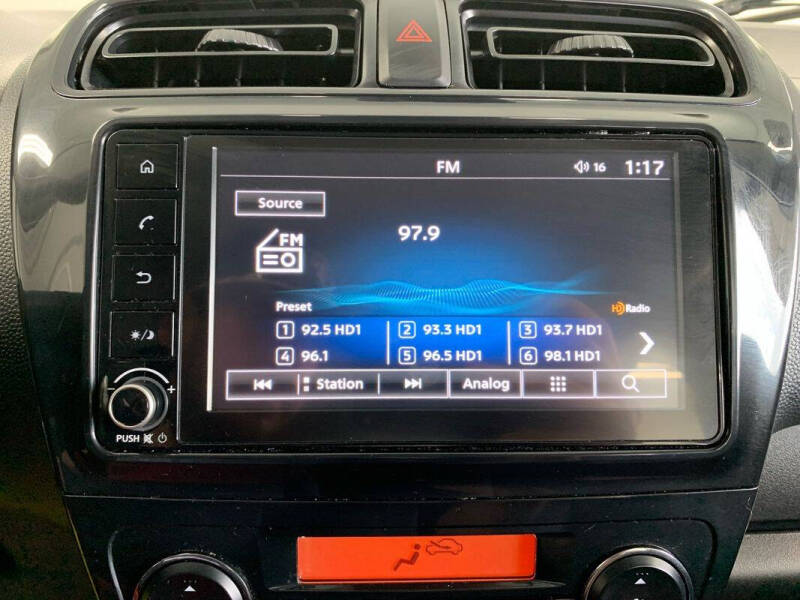 FM 16 1:17
Source
FM 97.9
Preset HD Radio
1 92.5 HD1 2 93.3 HD1 3 93.7 HD1
4 96.1 5 96.5 HD1 6 98.1 HD1
Station Analog
PUSH